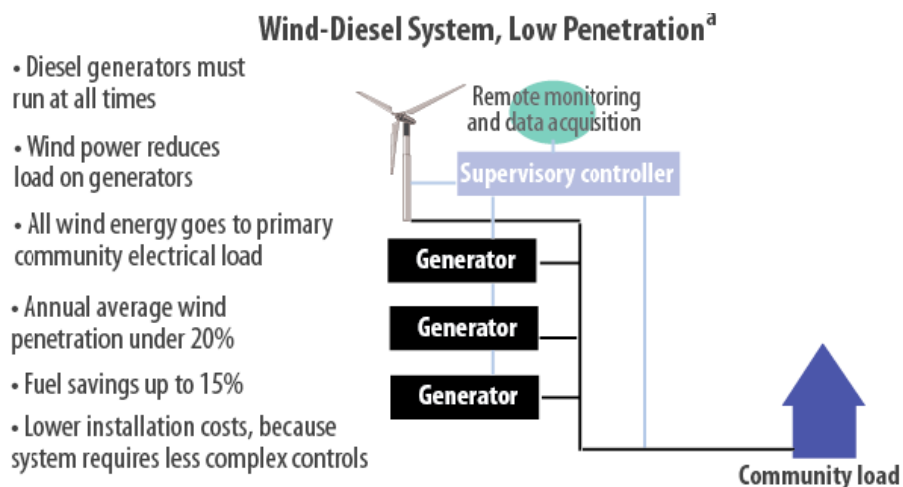 Wind-Diesel System, Low Penetrationᵃ
• Diesel generators must
run at all times
• Wind power reduces
load on generators
• All wind energy goes to primary
community electrical load
• Annual average wind
penetration under 20%
• Fuel savings up to 15%
• Lower installation costs, because
system requires less complex controls
Remote monitoring
and data acquisition
Supervisory controller
Generator
Generator
Generator
Community load